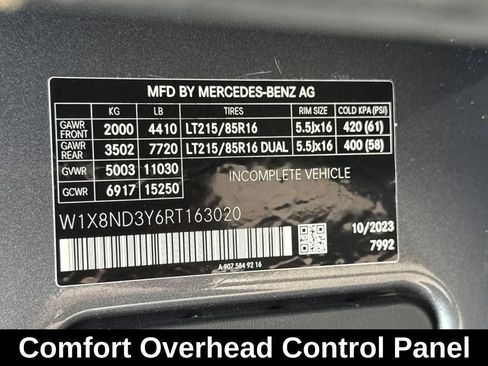 MFD BY MERCEDES-BENZ AG
KG LB TIRES RIM SIZE COLD KPA (PSI)
GAWR FRONT 2000 4410 LT215/85R16 5.5Jx16 420 (61)
GAWR REAR 3502 7720 LT215/85R16 DUAL 5.5Jx16 400 (58)
GVWR 5003 11030
INCOMPLETE VEHICLE
GCWR 6917 15250
W1X8ND3Y6RT163020
10/2023
7992
A 907 584 92 16
Comfort Overhead Control Panel